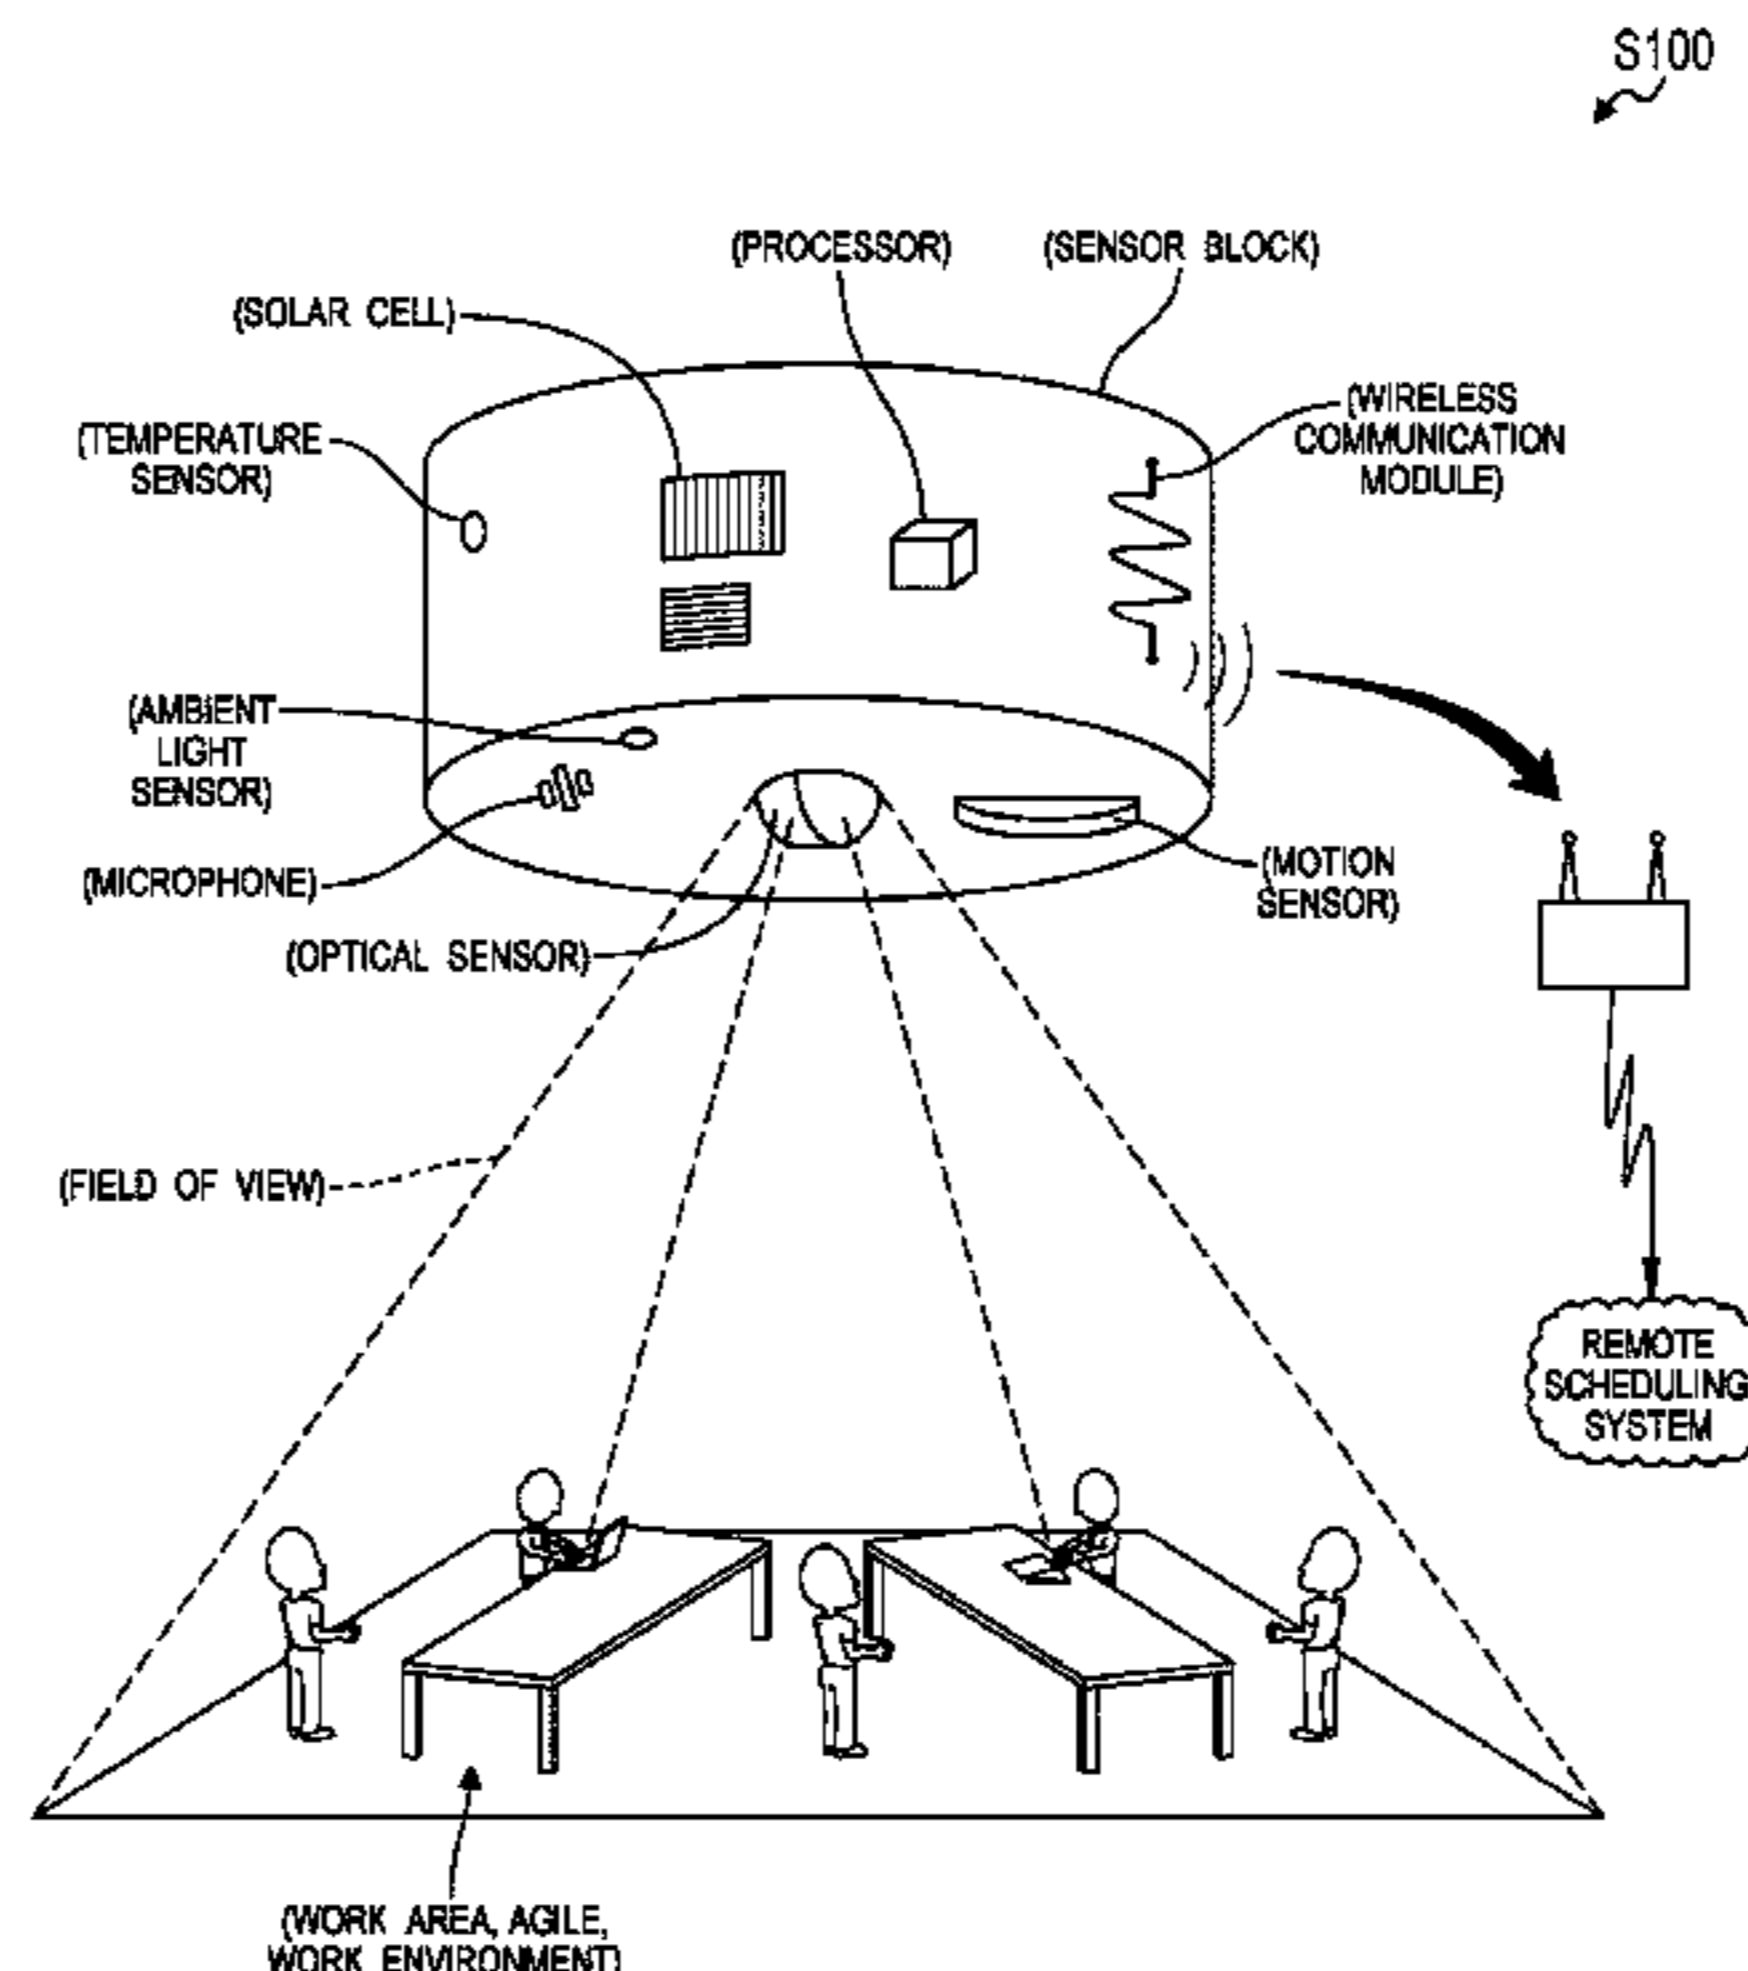 S100
(PROCESSOR)
(SENSOR BLOCK)
(SOLAR CELL)
(WIRELESS
COMMUNICATION
MODULE)
(TEMPERATURE
SENSOR)
(AMBIENT
LIGHT
SENSOR)
(MICROPHONE)
(MOTION
SENSOR)
(OPTICAL SENSOR)
(FIELD OF VIEW)
REMOTE
SCHEDULING
SYSTEM
(WORK AREA, AGILE,
WORK ENVIRONMENT)